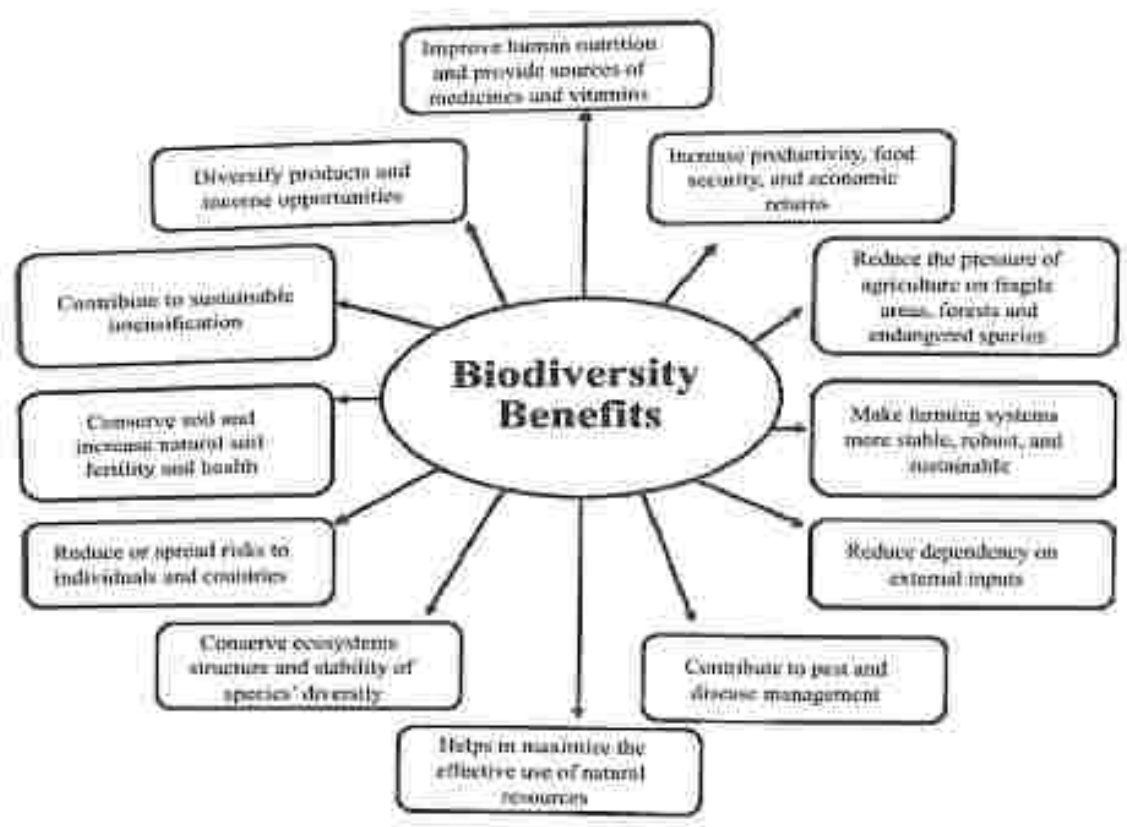 Improve human nutrition
and provide sources of
medicines and vitamins
Increase productivity, food
security, and economic
returns
Reduce the pressure of
agriculture on fragile
areas, forests and
endangered species
Make farming systems
more stable, robust, and
sustainable
Reduce dependency on
external inputs
Contribute to pest and
disease management
Helps in maximize the
effective use of natural
resources
Conserve ecosystems
structure and stability of
species' diversity
Reduce or spread risks to
individuals and countries
Conserve soil and
increase natural soil
fertility and health
Contribute to sustainable
intensification
Diversify products and
income opportunities
Biodiversity
Benefits